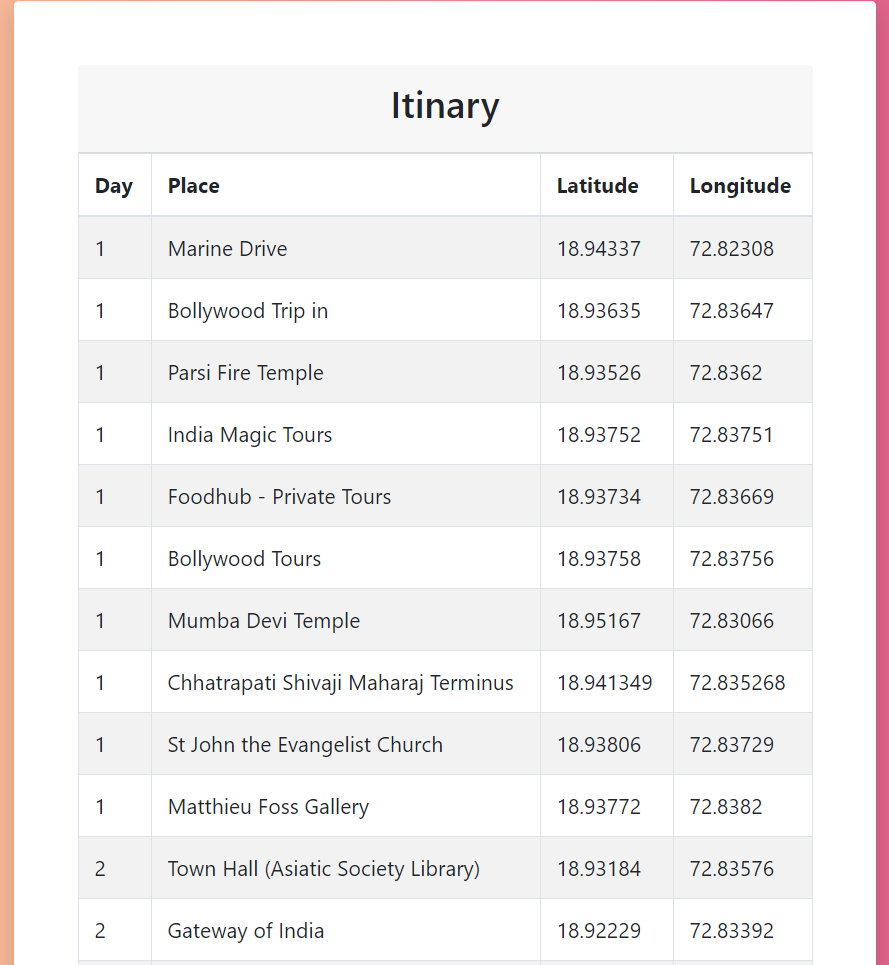 Itinary
Day Place Latitude Longitude
1 Marine Drive 18.94337 72.82308
1 Bollywood Trip in 18.93635 72.83647
1 Parsi Fire Temple 18.93526 72.8362
1 India Magic Tours 18.93752 72.83751
1 Foodhub - Private Tours 18.93734 72.83669
1 Bollywood Tours 18.93758 72.83756
1 Mumba Devi Temple 18.95167 72.83066
1 Chhatrapati Shivaji Maharaj Terminus 18.941349 72.835268
1 St John the Evangelist Church 18.93806 72.83729
1 Matthieu Foss Gallery 18.93772 72.8382
2 Town Hall (Asiatic Society Library) 18.93184 72.83576
2 Gateway of India 18.92229 72.83392